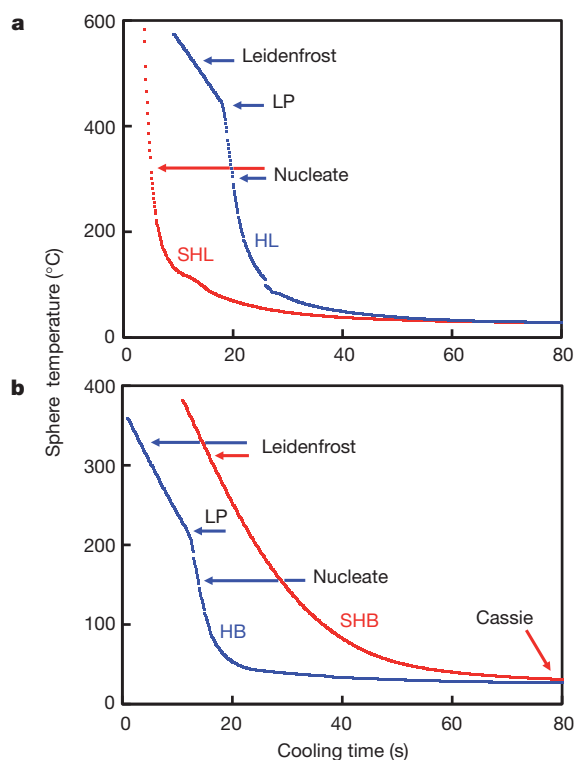 a
600
400
200
0
Leidenfrost
LP
Nucleate
SHL
HL
0 20 40 60 80
Sphere temperature (°C)
b
400
300
200
100
0
Leidenfrost
LP
Nucleate
HB
SHB
Cassie
0 20 40 60 80
Cooling time (s)